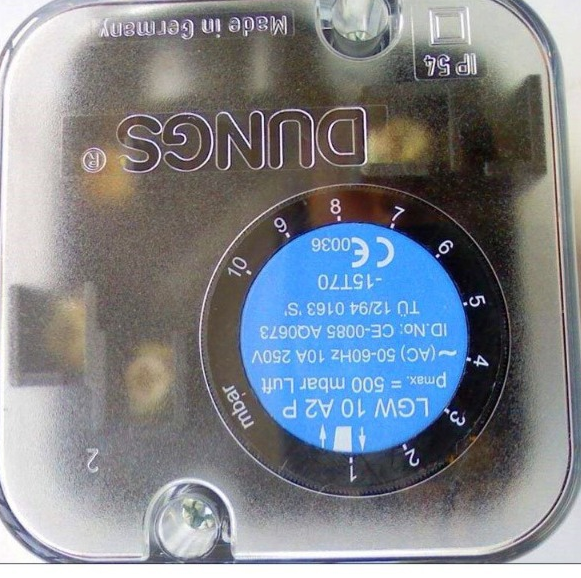 2
1
2
3
4
5
6
7
8
9
10
mbar
LGW 10 A2 P
pmax. = 500 mbar Luft
~ (AC) 50-60Hz 10A 250V
ID.No: CE-0085 AQ0673
TÜ 12/94 0163 'S'
-15T70
CE 0036
DUNGS®
IP 54
Made in Germany